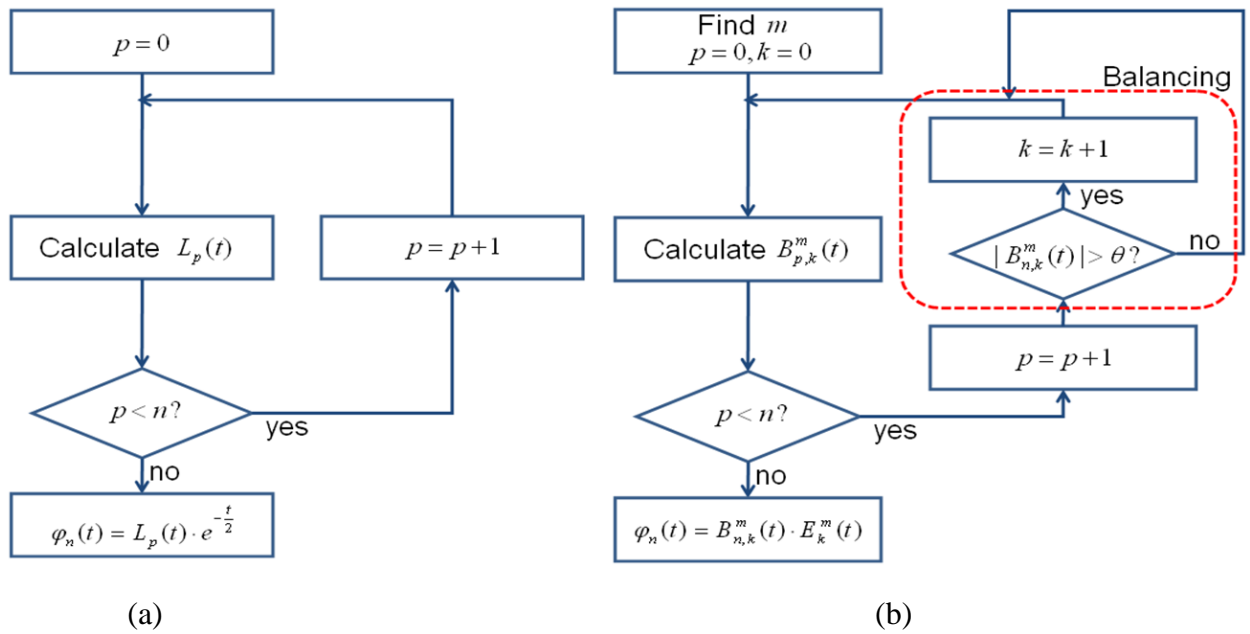 p = 0
Calculate L_p(t)
p = p + 1
p < n?
yes
no
φ_n(t) = L_p(t) · e^{-t/2}
(a)
Find m
p = 0, k = 0
Balancing
k = k + 1
yes
Calculate B^m_{p,k}(t)
| B^m_{n,k}(t) | > θ?
no
p = p + 1
p < n?
yes
no
φ_n(t) = B^m_{n,k}(t) · E^m_k(t)
(b)